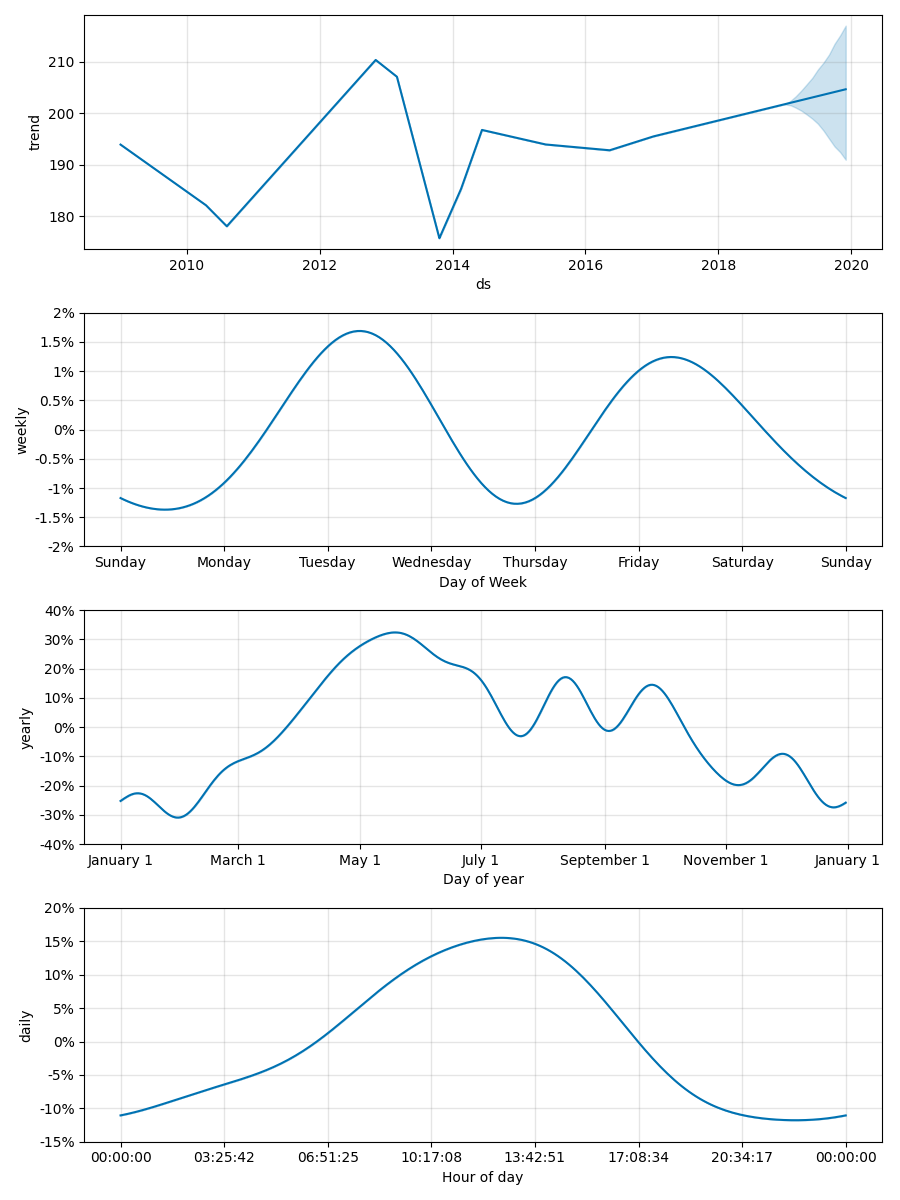 210
200
190
180
trend
2010 2012 2014 2016 2018 2020
ds
2%
1.5%
1%
0.5%
0%
-0.5%
-1%
-1.5%
-2%
weekly
Sunday Monday Tuesday Wednesday Thursday Friday Saturday Sunday
Day of Week
40%
30%
20%
10%
0%
-10%
-20%
-30%
-40%
yearly
January 1 March 1 May 1 July 1 September 1 November 1 January 1
Day of year
20%
15%
10%
5%
0%
-5%
-10%
-15%
daily
00:00:00 03:25:42 06:51:25 10:17:08 13:42:51 17:08:34 20:34:17 00:00:00
Hour of day